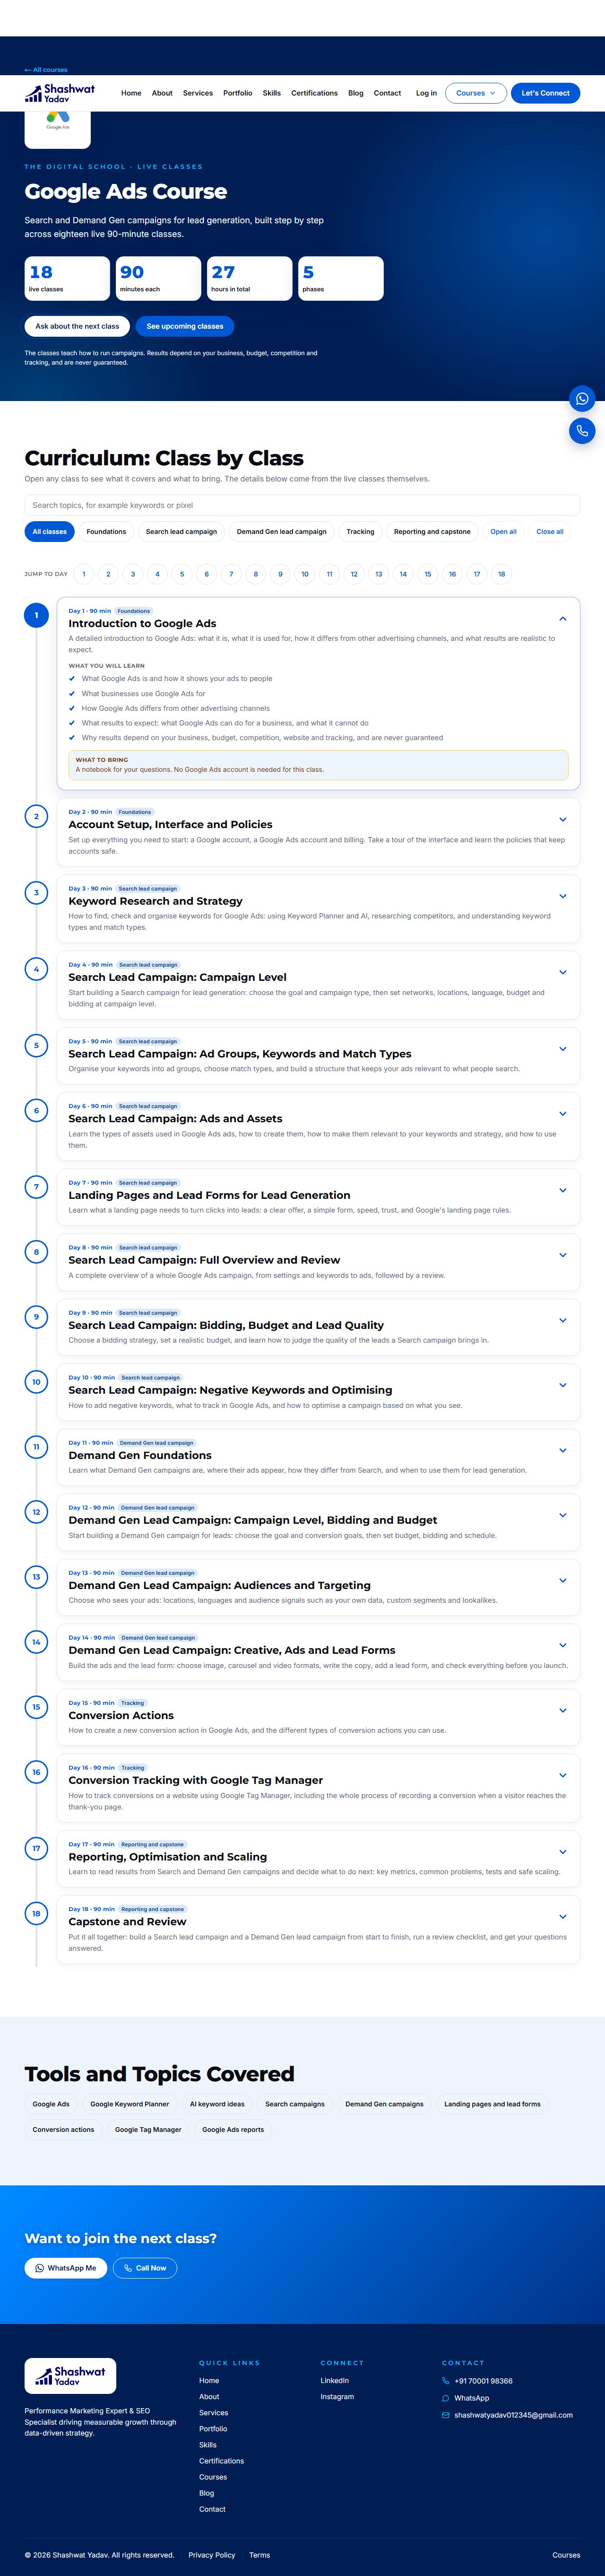 ← All courses
Shashwat
Yadav
Home About Services Portfolio Skills Certifications Blog Contact Log in Courses Let's Connect
Google Ads
THE DIGITAL SCHOOL · LIVE CLASSES
Google Ads Course
Search and Demand Gen campaigns for lead generation, built step by step
across eighteen live 90-minute classes.
18 90 27 5
live classes minutes each hours in total phases
Ask about the next class See upcoming classes
The classes teach how to run campaigns. Results depend on your business, budget, competition and
tracking, and are never guaranteed.
Curriculum: Class by Class
Open any class to see what it covers and what to bring. The details below come from the live classes themselves.
Search topics, for example keywords or pixel
All classes Foundations Search lead campaign Demand Gen lead campaign Tracking Reporting and capstone Open all Close all
JUMP TO DAY 1 2 3 4 5 6 7 8 9 10 11 12 13 14 15 16 17 18
1
Day 1 · 90 min Foundations
Introduction to Google Ads
A detailed introduction to Google Ads: what it is, what it is used for, how it differs from other advertising channels, and what results are realistic to
expect.
WHAT YOU WILL LEARN
What Google Ads is and how it shows your ads to people
What businesses use Google Ads for
How Google Ads differs from other advertising channels
What results to expect: what Google Ads can do for a business, and what it cannot do
Why results depend on your business, budget, competition, website and tracking, and are never guaranteed
WHAT TO BRING
A notebook for your questions. No Google Ads account is needed for this class.
2
Day 2 · 90 min Foundations
Account Setup, Interface and Policies
Set up everything you need to start: a Google account, a Google Ads account and billing. Take a tour of the interface and learn the policies that keep
accounts safe.
3
Day 3 · 90 min Search lead campaign
Keyword Research and Strategy
How to find, check and organise keywords for Google Ads: using Keyword Planner and AI, researching competitors, and understanding keyword
types and match types.
4
Day 4 · 90 min Search lead campaign
Search Lead Campaign: Campaign Level
Start building a Search campaign for lead generation: choose the goal and campaign type, then set networks, locations, language, budget and
bidding at campaign level.
5
Day 5 · 90 min Search lead campaign
Search Lead Campaign: Ad Groups, Keywords and Match Types
Organise your keywords into ad groups, choose match types, and build a structure that keeps your ads relevant to what people search.
6
Day 6 · 90 min Search lead campaign
Search Lead Campaign: Ads and Assets
Learn the types of assets used in Google Ads ads, how to create them, how to make them relevant to your keywords and strategy, and how to use
them.
7
Day 7 · 90 min Search lead campaign
Landing Pages and Lead Forms for Lead Generation
Learn what a landing page needs to turn clicks into leads: a clear offer, a simple form, speed, trust, and Google's landing page rules.
8
Day 8 · 90 min Search lead campaign
Search Lead Campaign: Full Overview and Review
A complete overview of a whole Google Ads campaign, from settings and keywords to ads, followed by a review.
9
Day 9 · 90 min Search lead campaign
Search Lead Campaign: Bidding, Budget and Lead Quality
Choose a bidding strategy, set a realistic budget, and learn how to judge the quality of the leads a Search campaign brings in.
10
Day 10 · 90 min Search lead campaign
Search Lead Campaign: Negative Keywords and Optimising
How to add negative keywords, what to track in Google Ads, and how to optimise a campaign based on what you see.
11
Day 11 · 90 min Demand Gen lead campaign
Demand Gen Foundations
Learn what Demand Gen campaigns are, where their ads appear, how they differ from Search, and when to use them for lead generation.
12
Day 12 · 90 min Demand Gen lead campaign
Demand Gen Lead Campaign: Campaign Level, Bidding and Budget
Start building a Demand Gen campaign for leads: choose the goal and conversion goals, then set budget, bidding and schedule.
13
Day 13 · 90 min Demand Gen lead campaign
Demand Gen Lead Campaign: Audiences and Targeting
Choose who sees your ads: locations, languages and audience signals such as your own data, custom segments and lookalikes.
14
Day 14 · 90 min Demand Gen lead campaign
Demand Gen Lead Campaign: Creative, Ads and Lead Forms
Build the ads and the lead form: choose image, carousel and video formats, write the copy, add a lead form, and check everything before you launch.
15
Day 15 · 90 min Tracking
Conversion Actions
How to create a new conversion action in Google Ads, and the different types of conversion actions you can use.
16
Day 16 · 90 min Tracking
Conversion Tracking with Google Tag Manager
How to track conversions on a website using Google Tag Manager, including the whole process of recording a conversion when a visitor reaches the
thank-you page.
17
Day 17 · 90 min Reporting and capstone
Reporting, Optimisation and Scaling
Learn to read results from Search and Demand Gen campaigns and decide what to do next: key metrics, common problems, tests and safe scaling.
18
Day 18 · 90 min Reporting and capstone
Capstone and Review
Put it all together: build a Search lead campaign and a Demand Gen lead campaign from start to finish, run a review checklist, and get your questions
answered.
Tools and Topics Covered
Google Ads Google Keyword Planner AI keyword ideas Search campaigns Demand Gen campaigns Landing pages and lead forms
Conversion actions Google Tag Manager Google Ads reports
Want to join the next class?
WhatsApp Me Call Now
Shashwat
Yadav
Performance Marketing Expert & SEO
Specialist driving measurable growth through
data-driven strategy.
QUICK LINKS
Home
About
Services
Portfolio
Skills
Certifications
Courses
Blog
Contact
CONNECT
LinkedIn
Instagram
CONTACT
+91 70001 98366
WhatsApp
shashwatyadav012345@gmail.com
© 2026 Shashwat Yadav. All rights reserved. Privacy Policy Terms Courses